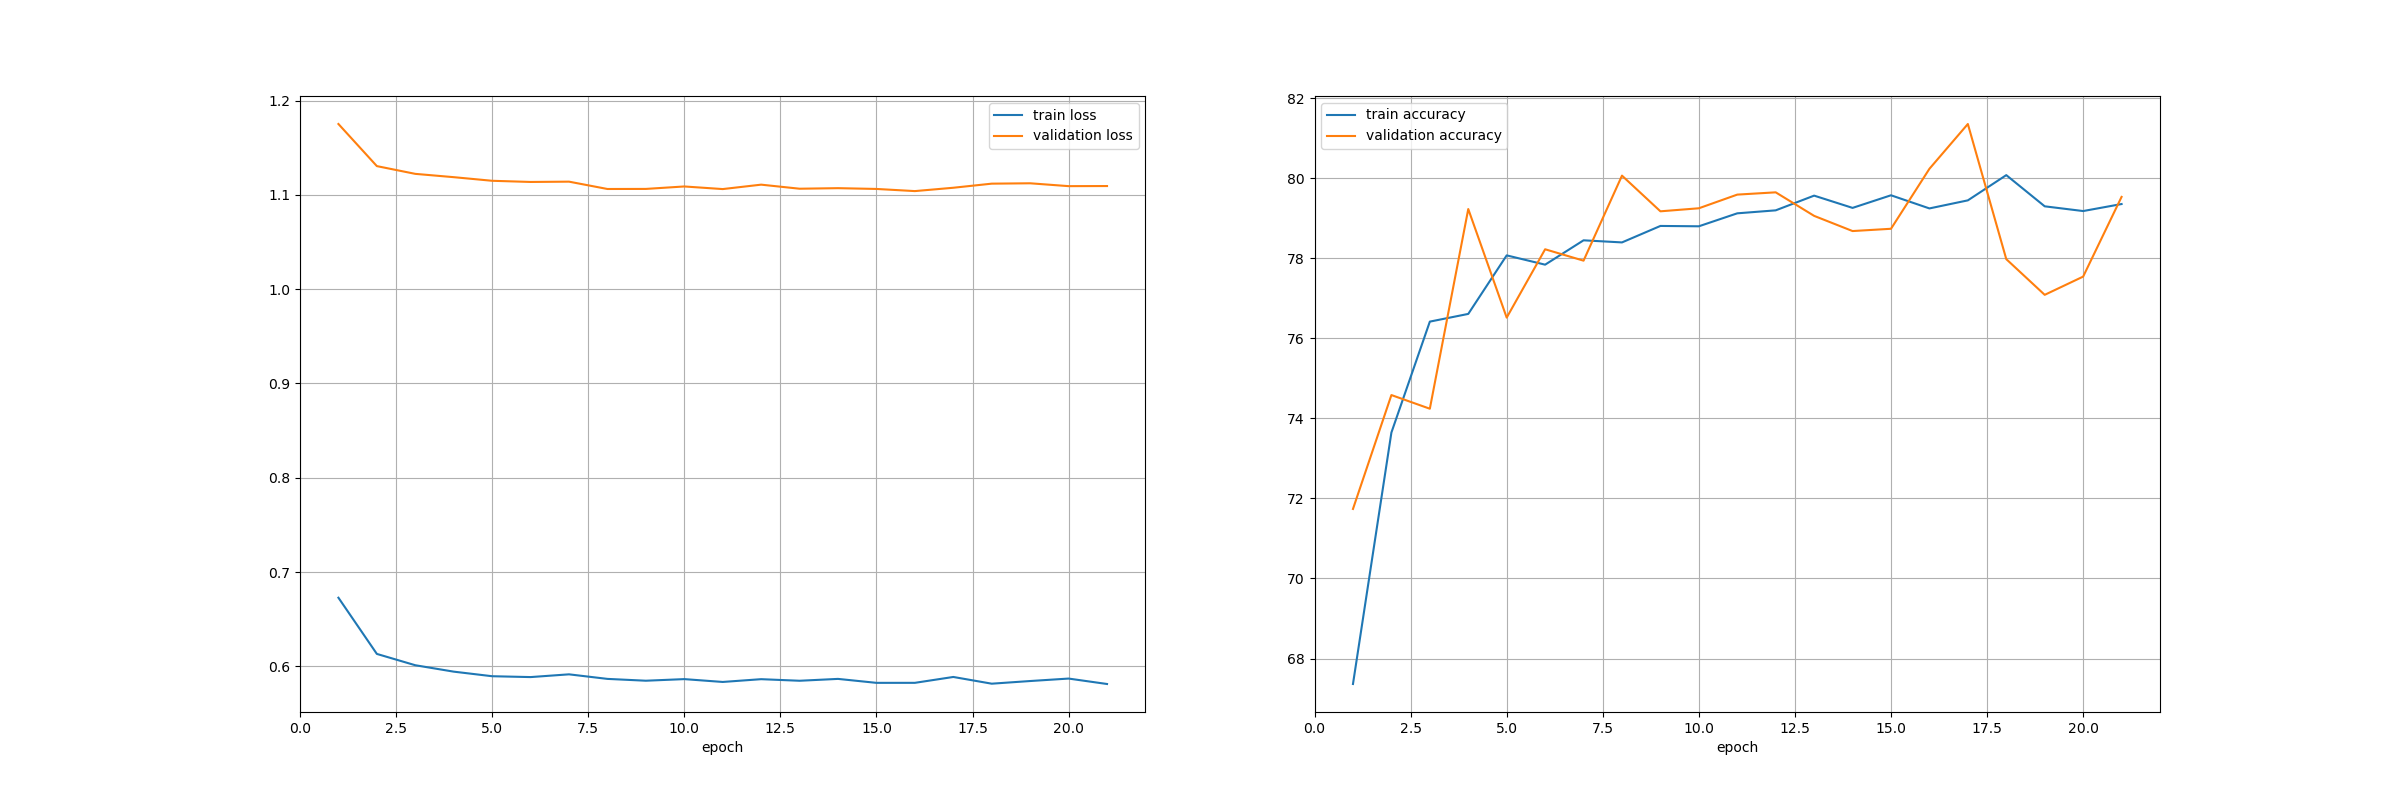 1.2
1.1
1.0
0.9
0.8
0.7
0.6
train loss
validation loss
0.0 2.5 5.0 7.5 10.0 12.5 15.0 17.5 20.0
epoch
82
80
78
76
74
72
70
68
train accuracy
validation accuracy
0.0 2.5 5.0 7.5 10.0 12.5 15.0 17.5 20.0
epoch